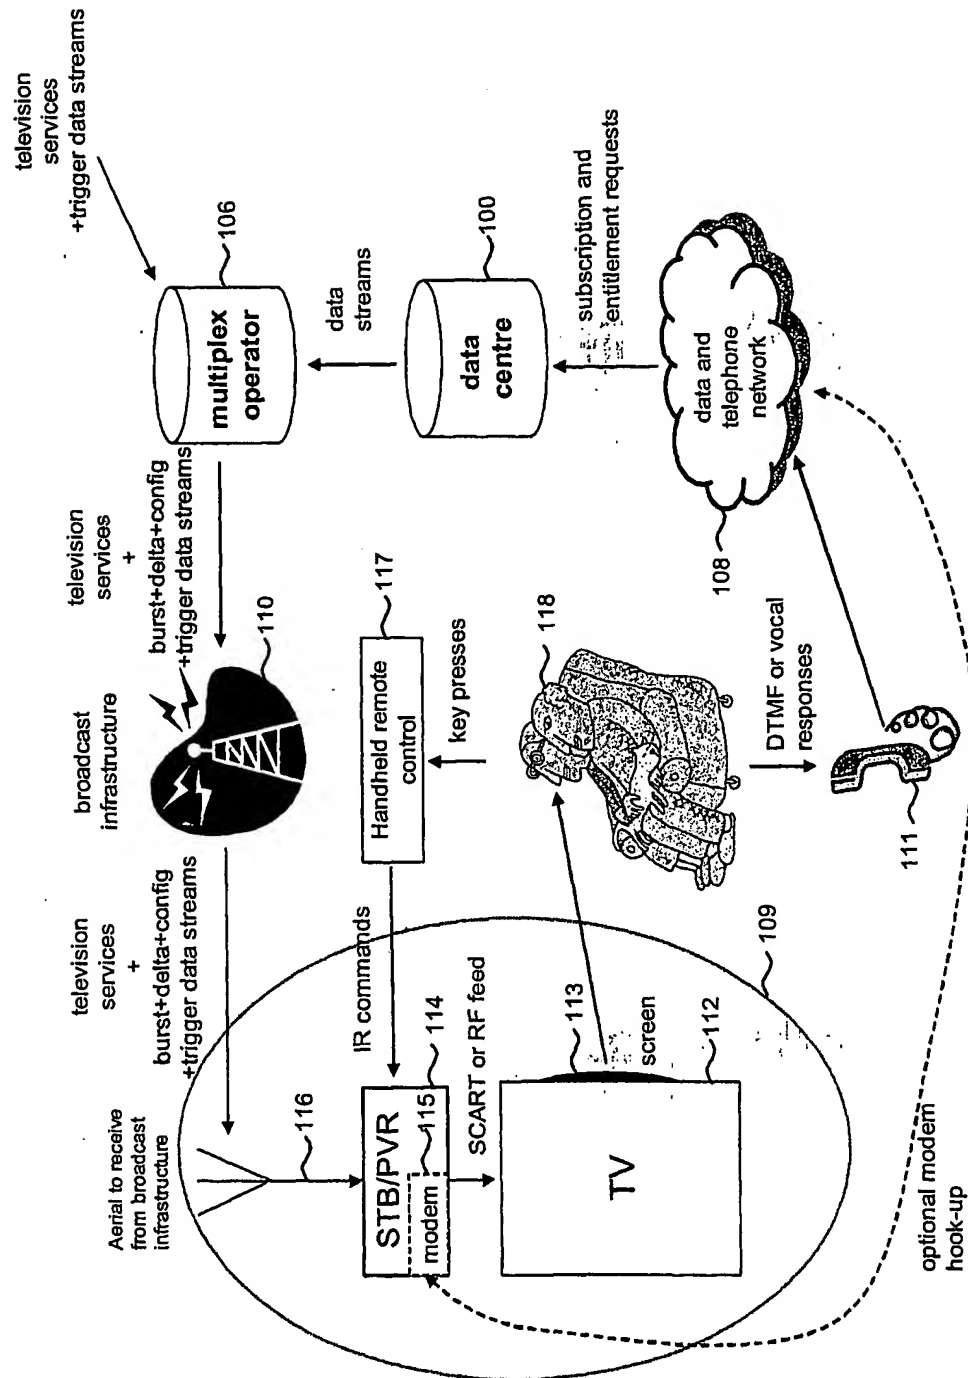 Aerial to receive
from broadcast
infrastructure
television
services
+
burst+delta+config
+trigger data streams
broadcast
infrastructure
television
services
+
burst+delta+config
+trigger data streams
television
services
+trigger data streams
116
110
multiplex
operator
106
IR commands
Handheld remote
control
117
data
streams
STB/PVR
114
modem
115
key presses
data
centre
100
SCART or RF feed
118
subscription and
entitlement requests
TV
113
screen
112
109
DTMF or vocal
responses
108
data and
telephone
network
111
optional modem
hook-up